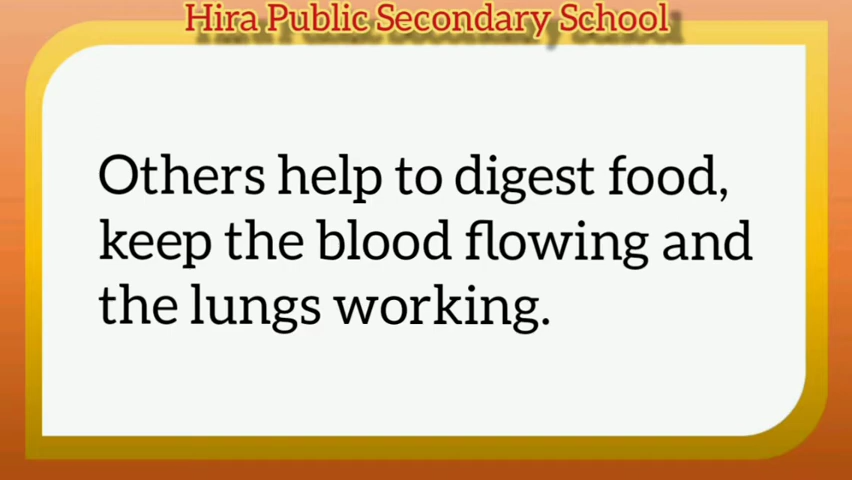 Hira Public Secondary School
Others help to digest food,
keep the blood flowing and
the lungs working.